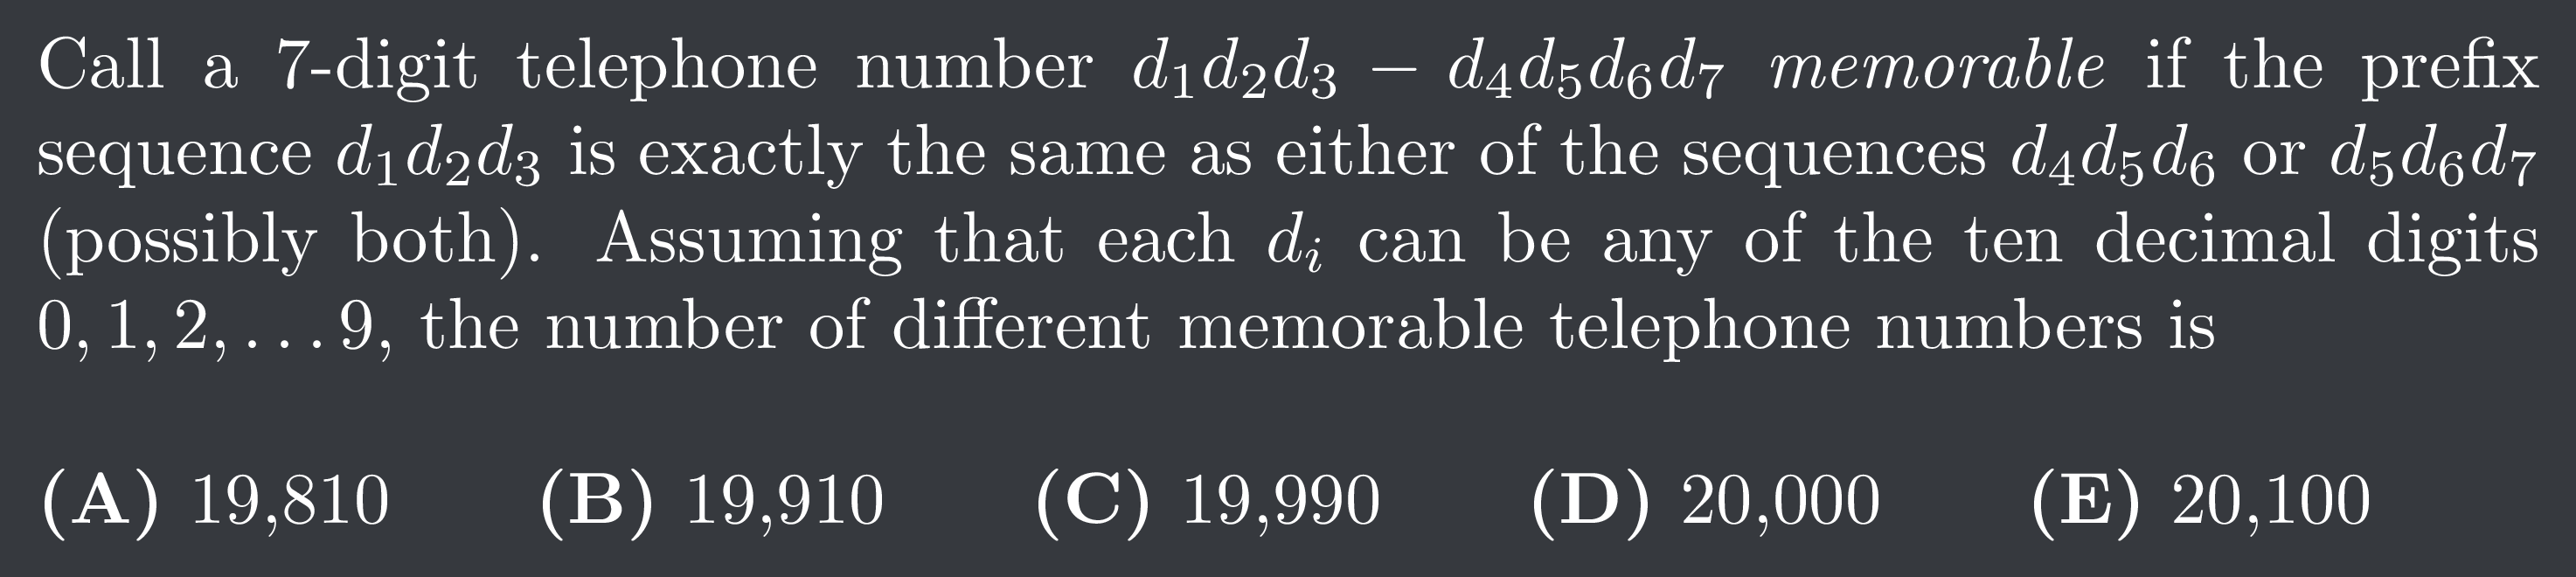 Call a 7-digit telephone number d₁d₂d₃ − d₄d₅d₆d₇ memorable if the prefix
sequence d₁d₂d₃ is exactly the same as either of the sequences d₄d₅d₆ or d₅d₆d₇
(possibly both). Assuming that each dᵢ can be any of the ten decimal digits
0, 1, 2, . . . 9, the number of different memorable telephone numbers is
(A) 19,810 (B) 19,910 (C) 19,990 (D) 20,000 (E) 20,100